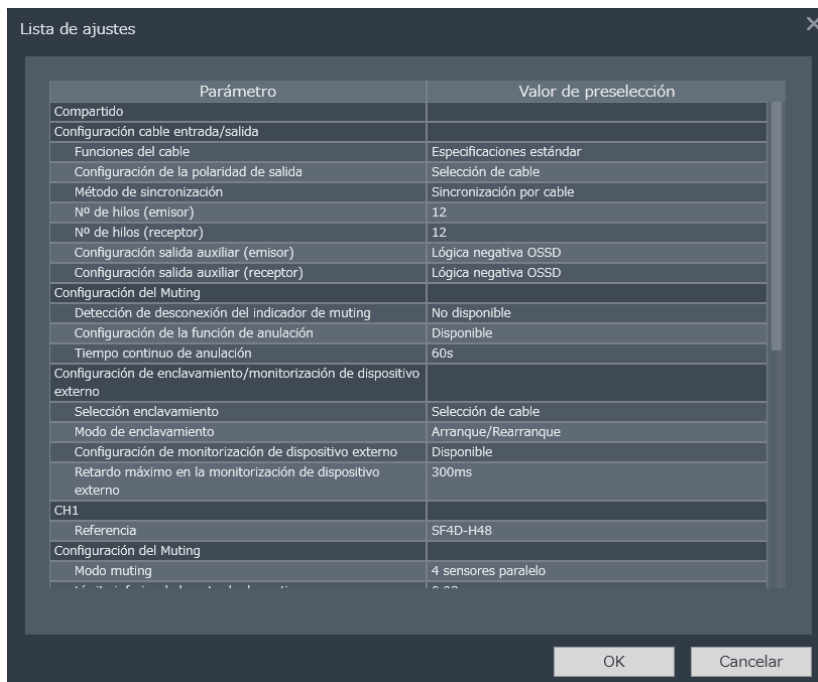 Lista de ajustes
Parámetro Valor de preselección
Compartido
Configuración cable entrada/salida
Funciones del cable Especificaciones estándar
Configuración de la polaridad de salida Selección de cable
Método de sincronización Sincronización por cable
Nº de hilos (emisor) 12
Nº de hilos (receptor) 12
Configuración salida auxiliar (emisor) Lógica negativa OSSD
Configuración salida auxiliar (receptor) Lógica negativa OSSD
Configuración del Muting
Detección de desconexión del indicador de muting No disponible
Configuración de la función de anulación Disponible
Tiempo continuo de anulación 60s
Configuración de enclavamiento/monitorización de dispositivo
externo
Selección enclavamiento Selección de cable
Modo de enclavamiento Arranque/Rearranque
Configuración de monitorización de dispositivo externo Disponible
Retardo máximo en la monitorización de dispositivo 300ms
externo
CH1
Referencia SF4D-H48
Configuración del Muting
Modo muting 4 sensores paralelo
OK Cancelar